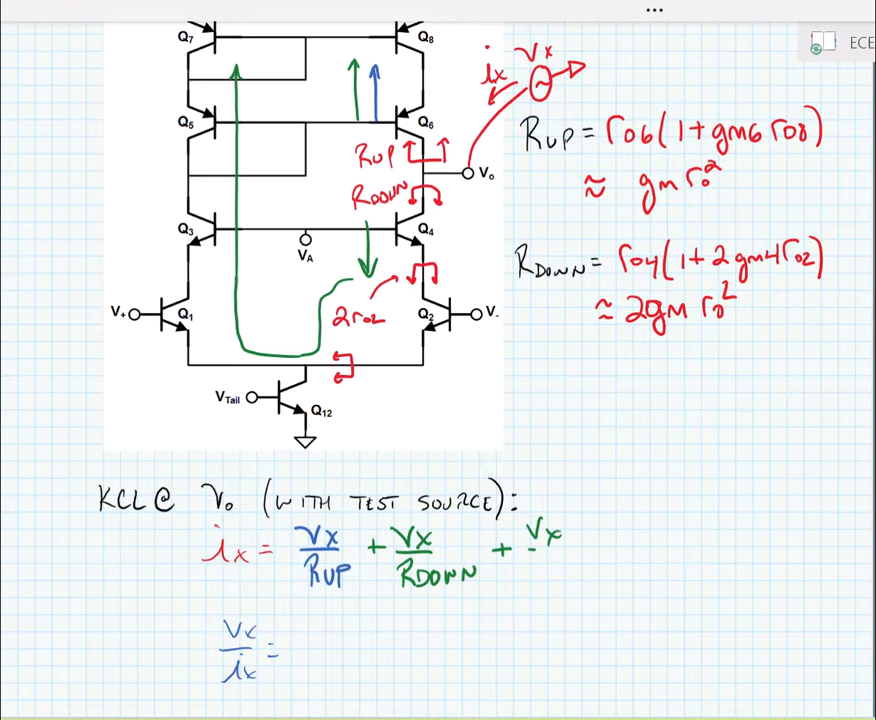 ECE
Q7
Q8
ix
Vx
Q5
Q6
RUP
Vo
RUP = ro6(1+gm6 ro8)
≈ gm ro²
RDOWN
Q3
Q4
VA
RDOWN = ro4(1+2gm4ro2)
≈ 2gm ro²
V+
Q1
2ro2
Q2
V-
VTail
Q12
KCL@ Vo (WITH TEST SOURCE):
ix = Vx/RUP + Vx/RDOWN + Vx
Vx/ix =